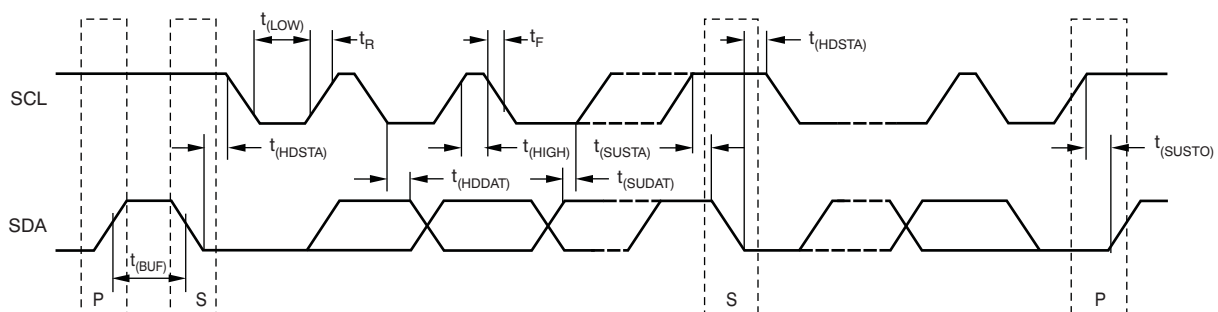 t(LOW)
tR
tF
t(HDSTA)
SCL
t(HDSTA)
t(HIGH)
t(SUSTA)
t(SUSTO)
t(HDDAT)
t(SUDAT)
SDA
t(BUF)
P
S
S
P